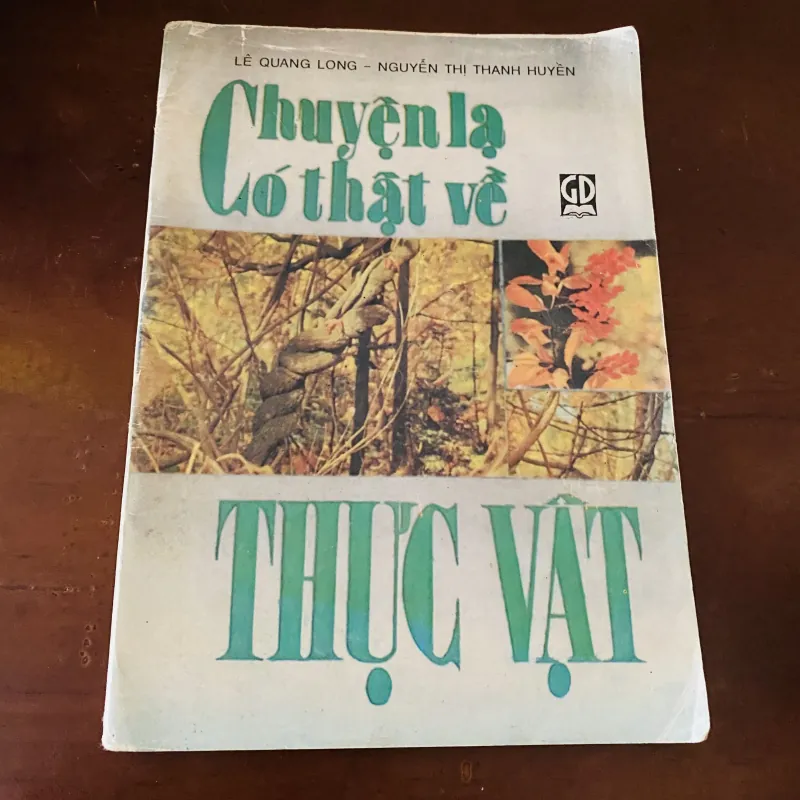 LÊ QUANG LONG - NGUYỄN THỊ THANH HUYỀN
Chuyện lạ
Có thật về
GD
THỰC VẬT